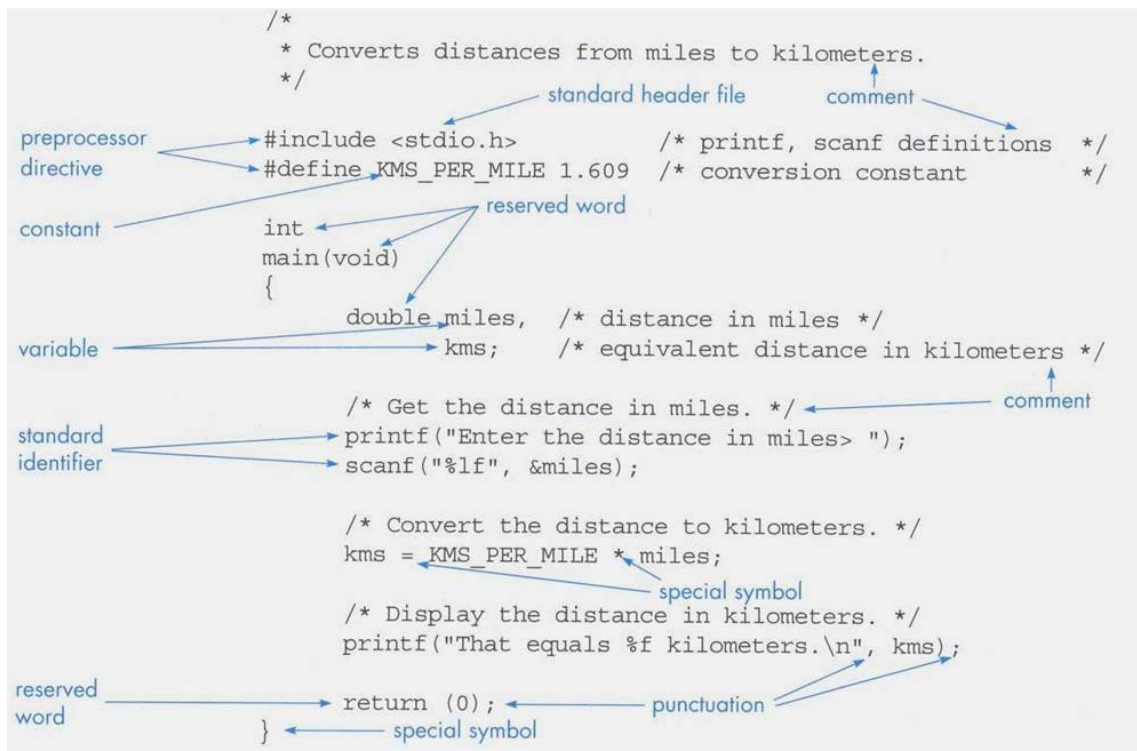 /*
* Converts distances from miles to kilometers.
*/
standard header file comment
preprocessor
directive
#include <stdio.h> /* printf, scanf definitions */
#define KMS_PER_MILE 1.609 /* conversion constant */
reserved word
constant
int
main(void)
{
double miles, /* distance in miles */
variable
kms; /* equivalent distance in kilometers */
comment
/* Get the distance in miles. */
standard
identifier
printf("Enter the distance in miles> ");
scanf("%lf", &miles);
/* Convert the distance to kilometers. */
kms = KMS_PER_MILE * miles;
special symbol
/* Display the distance in kilometers. */
printf("That equals %f kilometers.\n", kms);
reserved
word
return (0);
punctuation
} special symbol